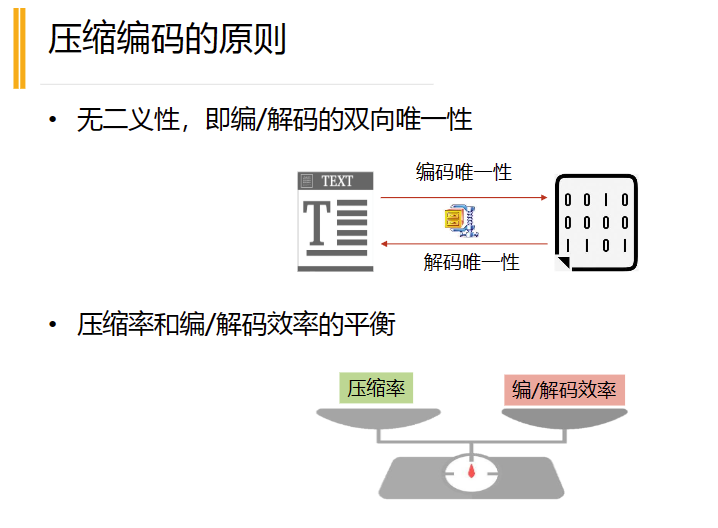 压缩编码的原则
• 无二义性，即编/解码的双向唯一性
编码唯一性
TEXT
T
0 0 1 0
0 0 0 0
1 1 0 1
解码唯一性
• 压缩率和编/解码效率的平衡
压缩率
编/解码效率